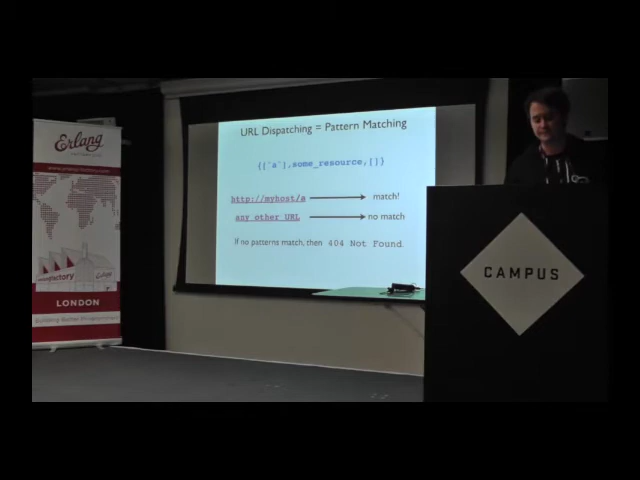 URL Dispatching = Pattern Matching
{["a"],some_resource,[]}
http://myhost/a match!
any other URL no match
If no patterns match, then 404 Not Found.
Erlang
factory
LONDON
CAMPUS